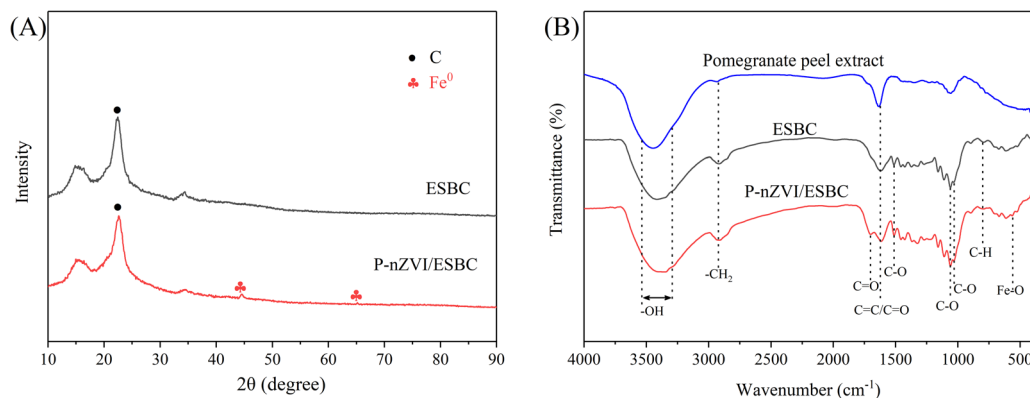 (A)
C
Fe⁰
ESBC
P-nZVI/ESBC
Intensity
10 20 30 40 50 60 70 80 90
2θ (degree)
(B)
Pomegranate peel extract
ESBC
P-nZVI/ESBC
-OH
-CH₂
C=O
C=C/C=O
C-O
C-O
C-O
C-H
Fe-O
Transmittance (%)
4000 3500 3000 2500 2000 1500 1000 500
Wavenumber (cm⁻¹)